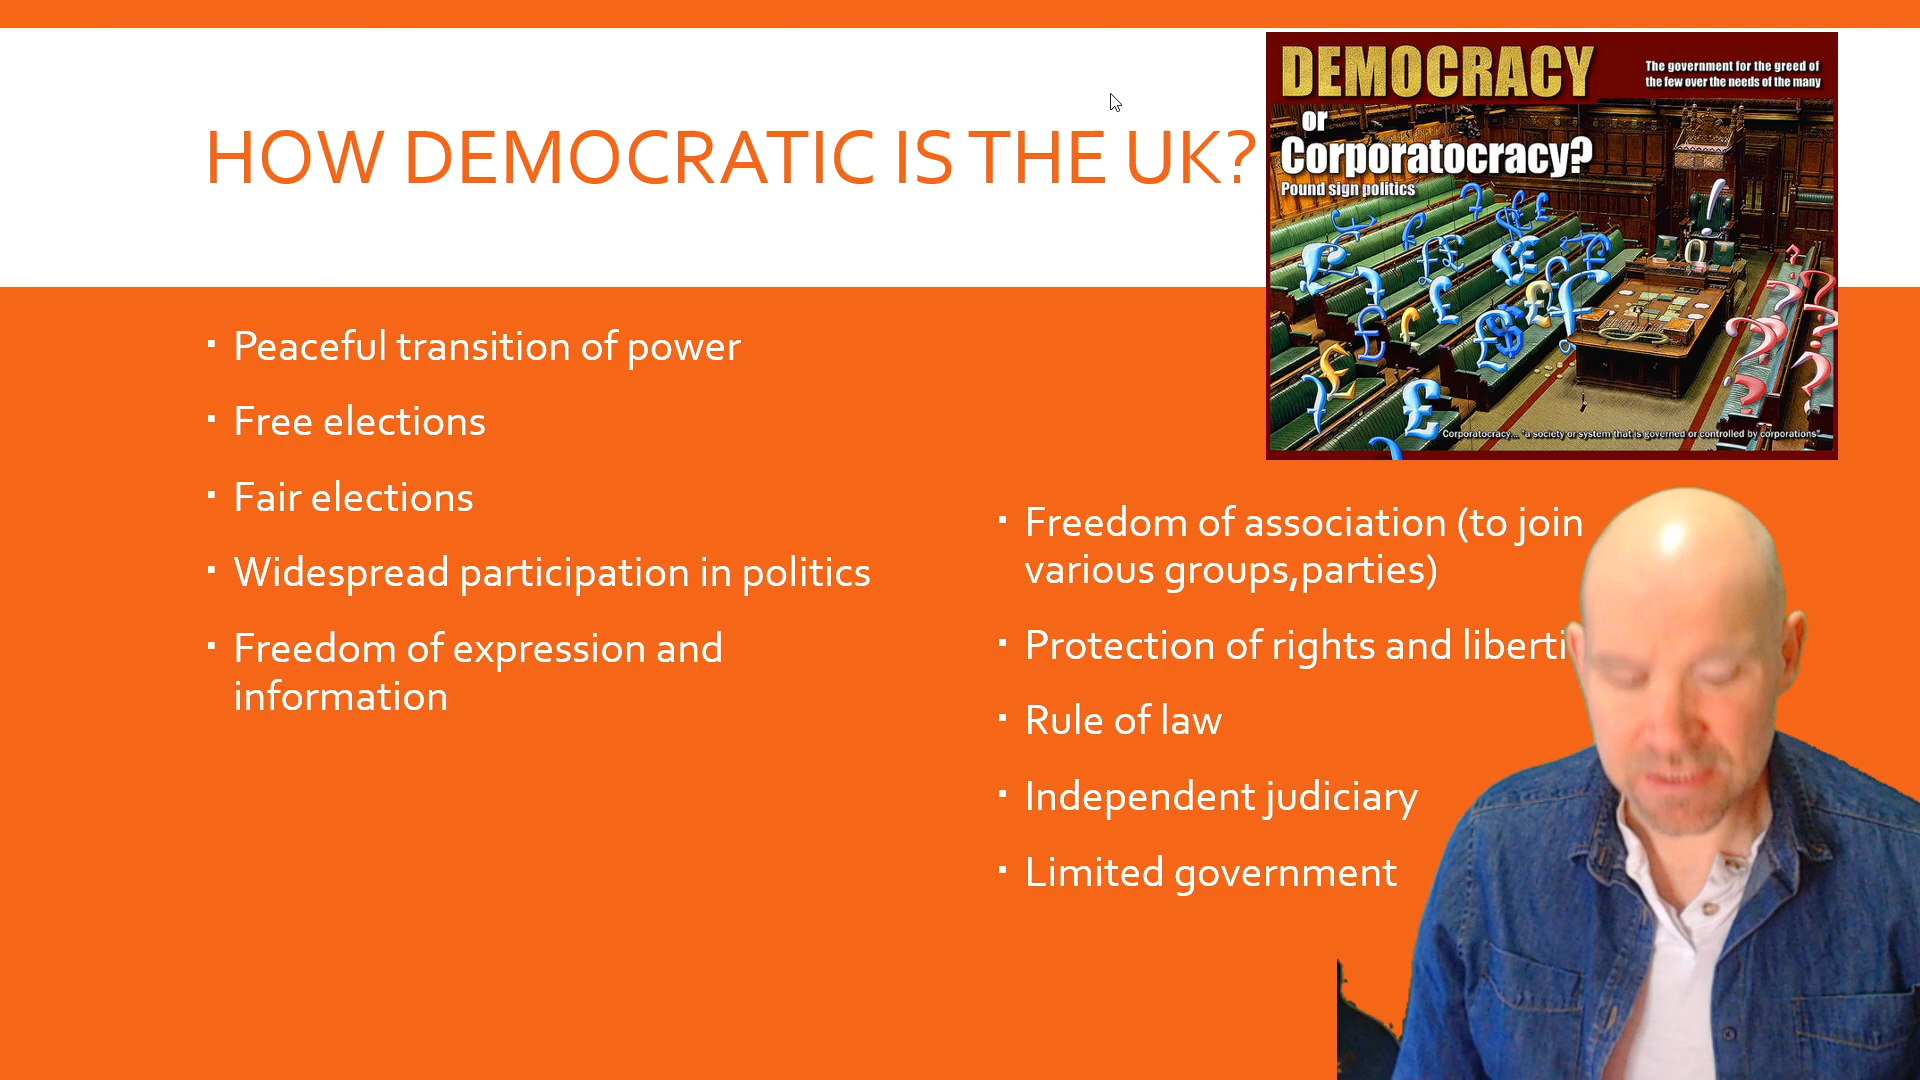 HOW DEMOCRATIC IS THE UK?
DEMOCRACY
The government for the greed of
the few over the needs of the many
or
Corporatocracy?
Pound sign politics
Corporatocracy... "a society or system that is governed or controlled by corporations"
▪ Peaceful transition of power
▪ Free elections
▪ Fair elections
▪ Widespread participation in politics
▪ Freedom of expression and
information
▪ Freedom of association (to join
various groups,parties)
▪ Protection of rights and liberti
▪ Rule of law
▪ Independent judiciary
▪ Limited government